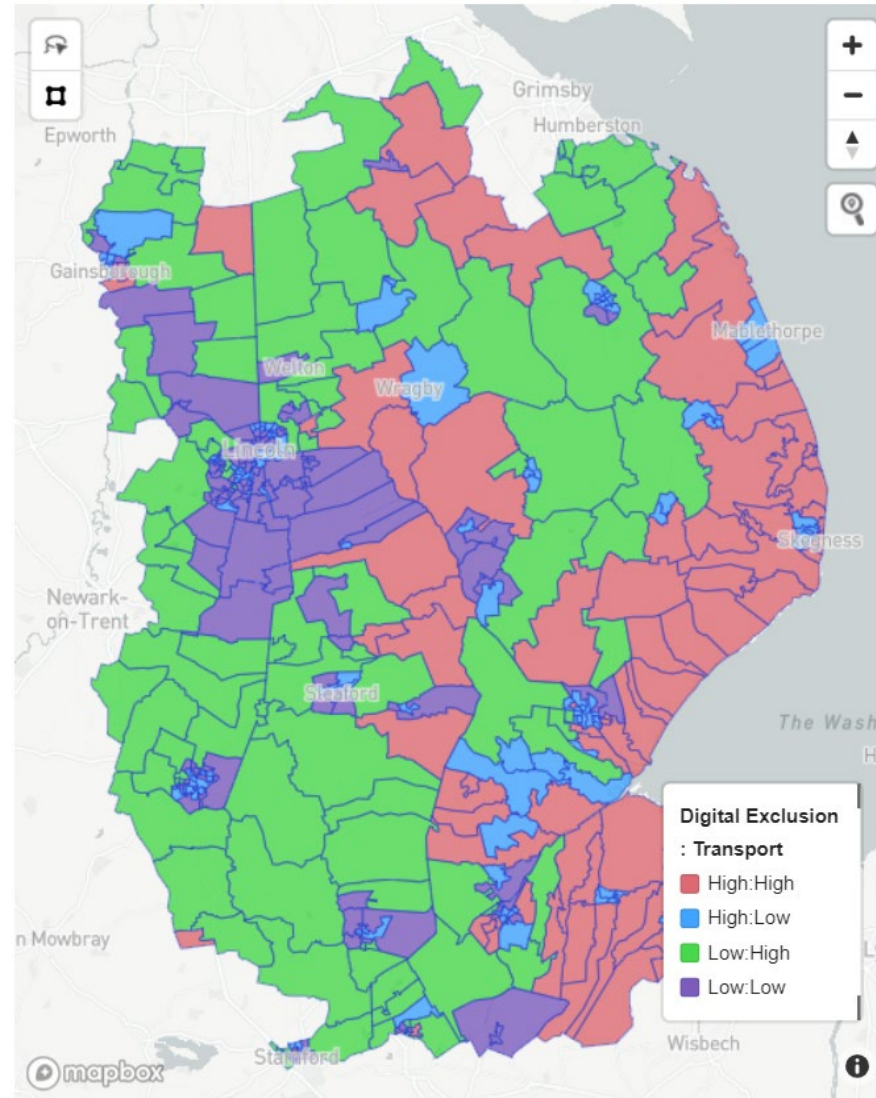 Grimsby
Humberston
Epworth
Gainsborough
Mablethorpe
Welton
Wragby
Lincoln
Skegness
Newark-
on-Trent
Sleaford
The Wash
H
Digital Exclusion
: Transport
High:High
High:Low
Low:High
Low:Low
n Mowbray
Stamford
Wisbech
mapbox